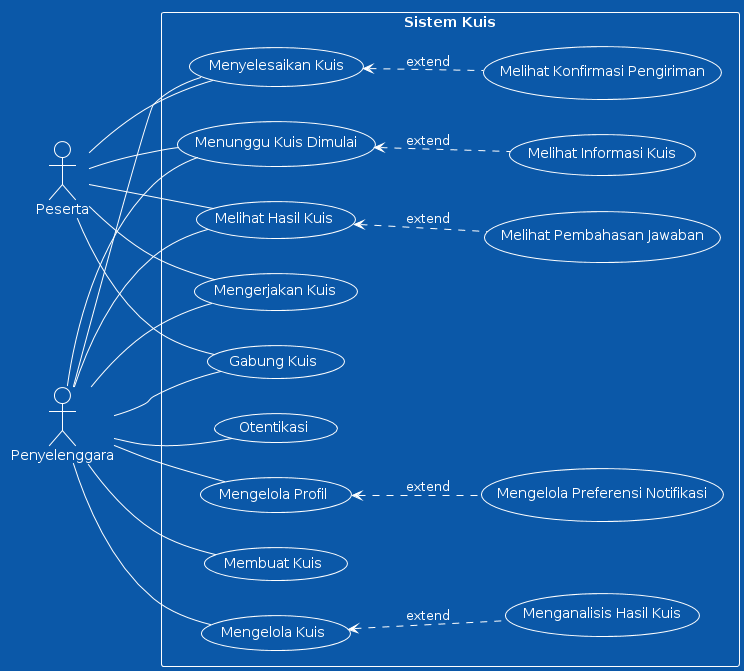 Sistem Kuis
Menyelesaikan Kuis
extend
Melihat Konfirmasi Pengiriman
Menunggu Kuis Dimulai
extend
Melihat Informasi Kuis
Peserta
Melihat Hasil Kuis
extend
Melihat Pembahasan Jawaban
Mengerjakan Kuis
Gabung Kuis
Otentikasi
Penyelenggara
Mengelola Profil
extend
Mengelola Preferensi Notifikasi
Membuat Kuis
Mengelola Kuis
extend
Menganalisis Hasil Kuis